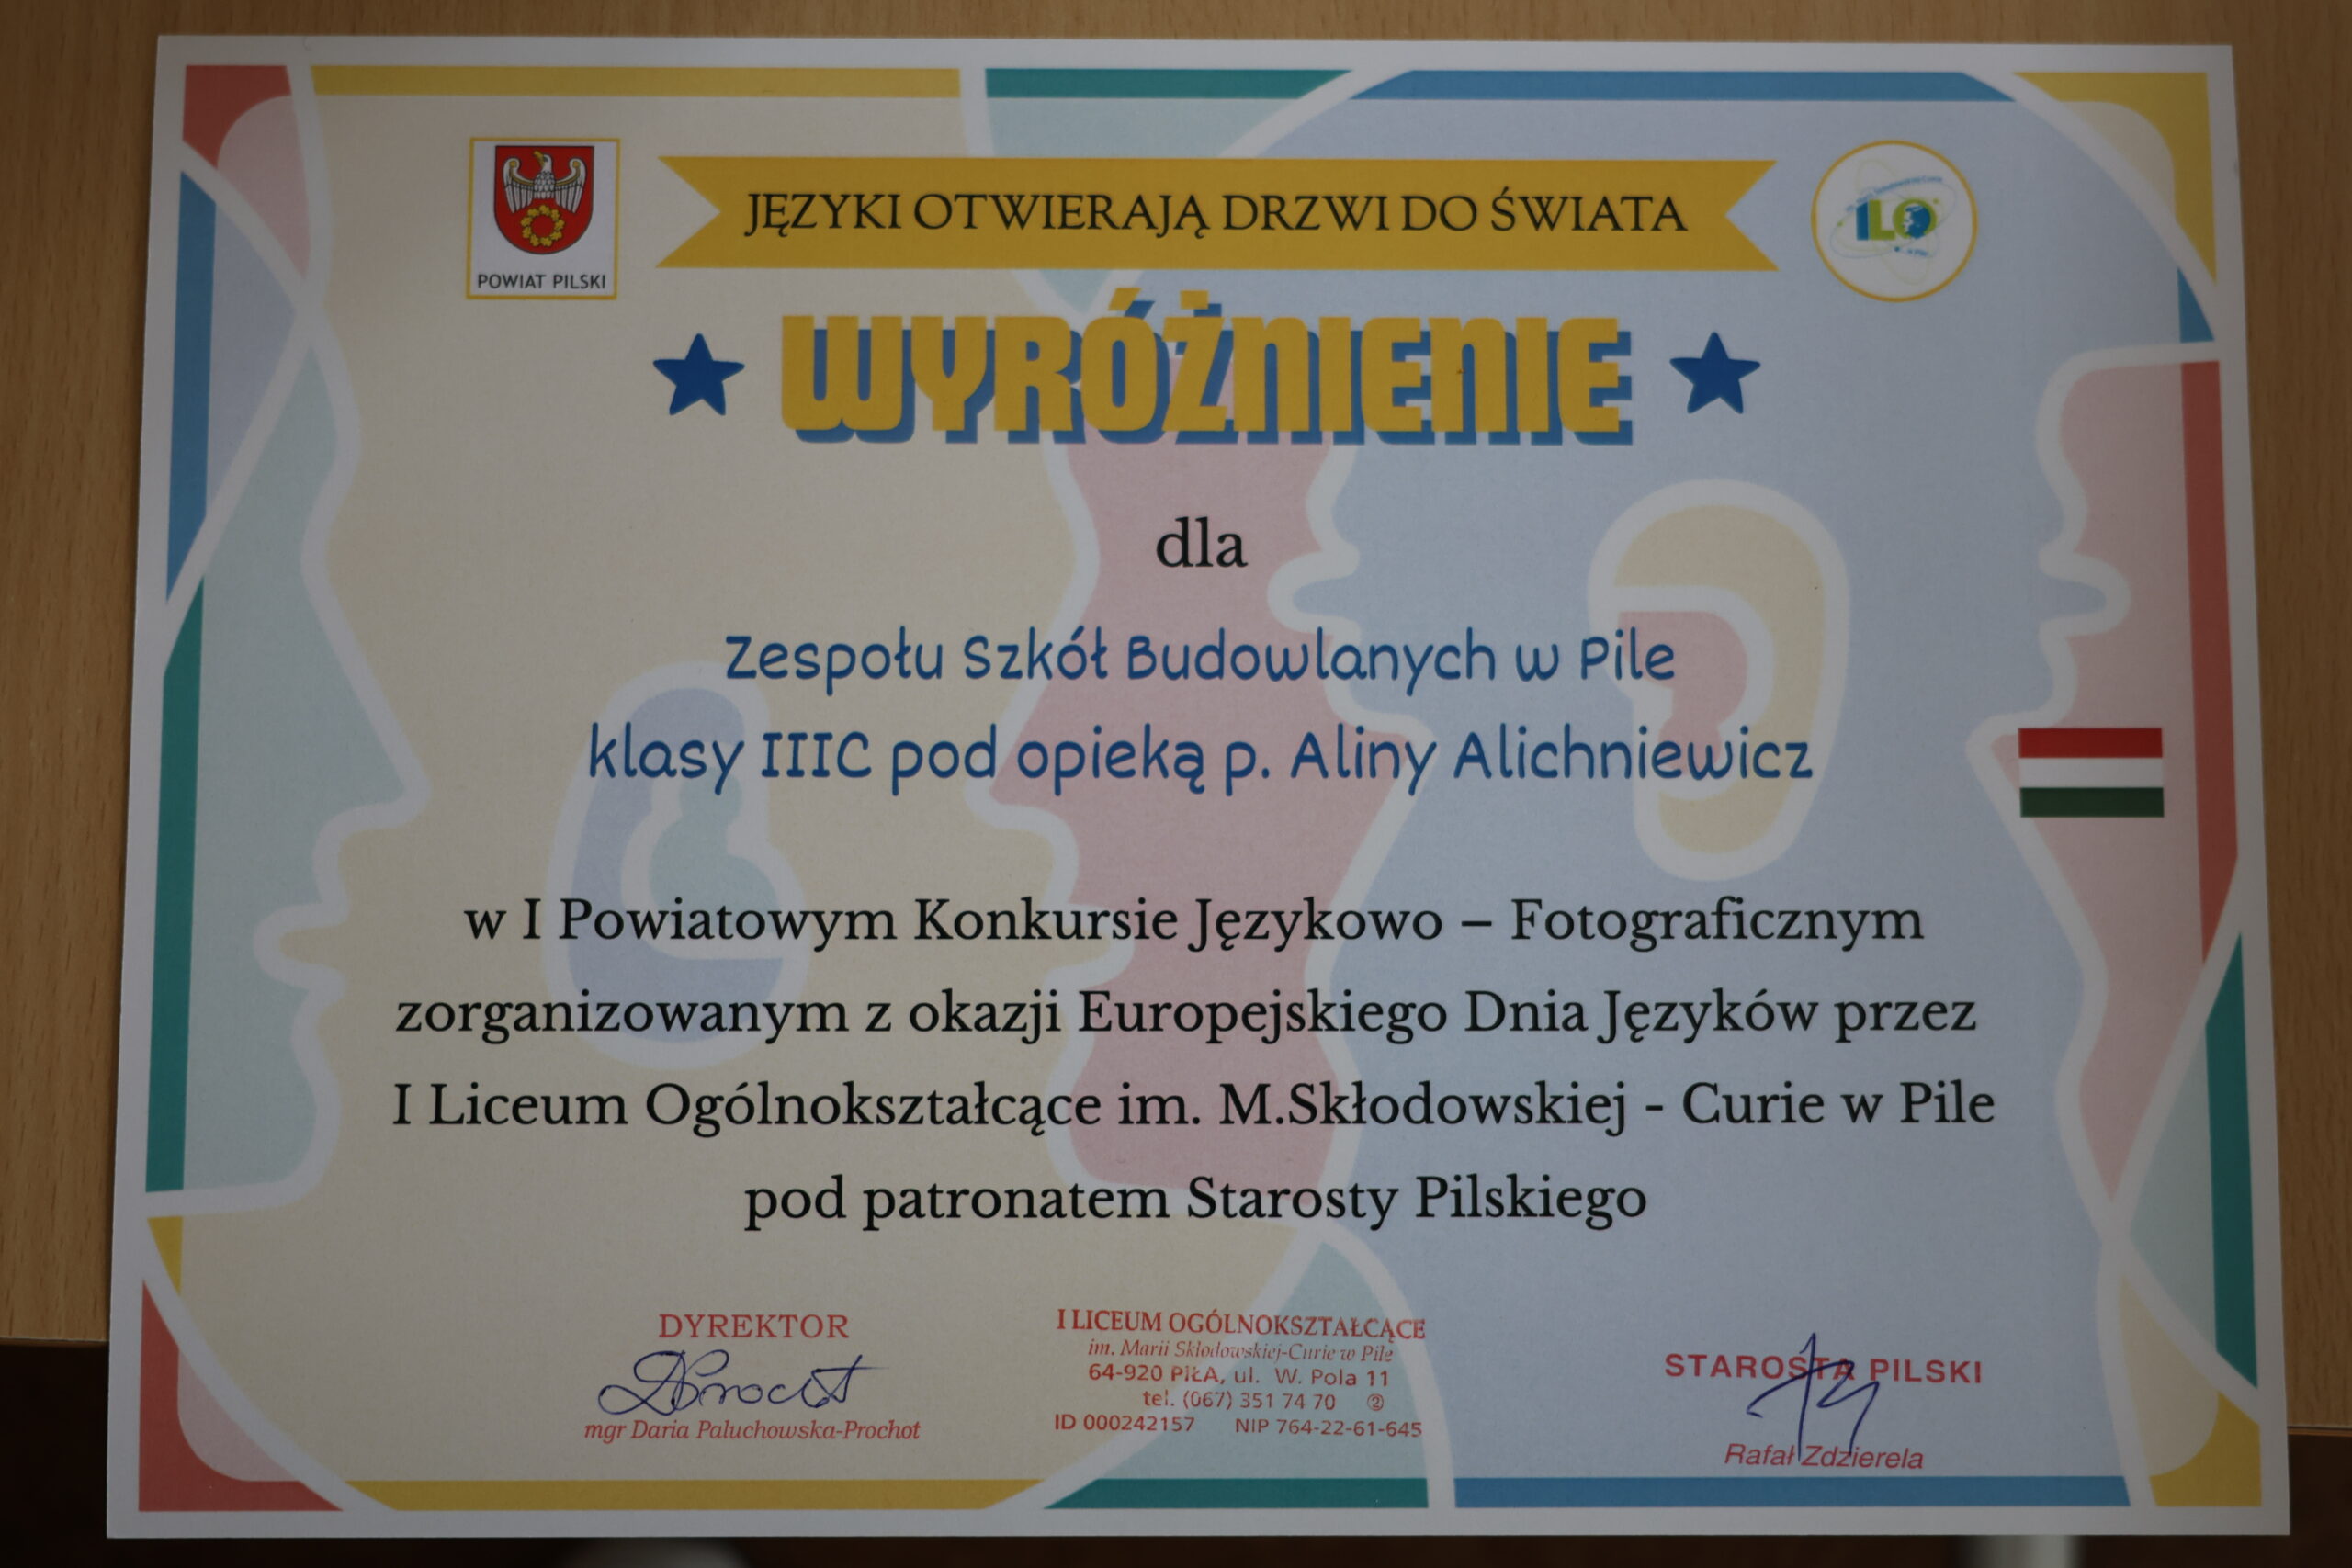 JĘZYKI OTWIERAJĄ DRZWI DO ŚWIATA
POWIAT PILSKI
ILO
WYRÓŻNIENIE
dla
Zespołu Szkół Budowlanych w Pile
klasy IIIC pod opieką p. Aliny Alichniewicz
w I Powiatowym Konkursie Językowo – Fotograficznym
zorganizowanym z okazji Europejskiego Dnia Języków przez
I Liceum Ogólnokształcące im. M.Skłodowskiej - Curie w Pile
pod patronatem Starosty Pilskiego
DYREKTOR
mgr Daria Paluchowska-Prochot
I LICEUM OGÓLNOKSZTAŁCĄCE
im. Marii Skłodowskiej-Curie w Pile
64-920 PIŁA, ul. W. Pola 11
tel. (067) 351 74 70 ②
ID 000242157 NIP 764-22-61-645
STAROSTA PILSKI
Rafał Zdzierela